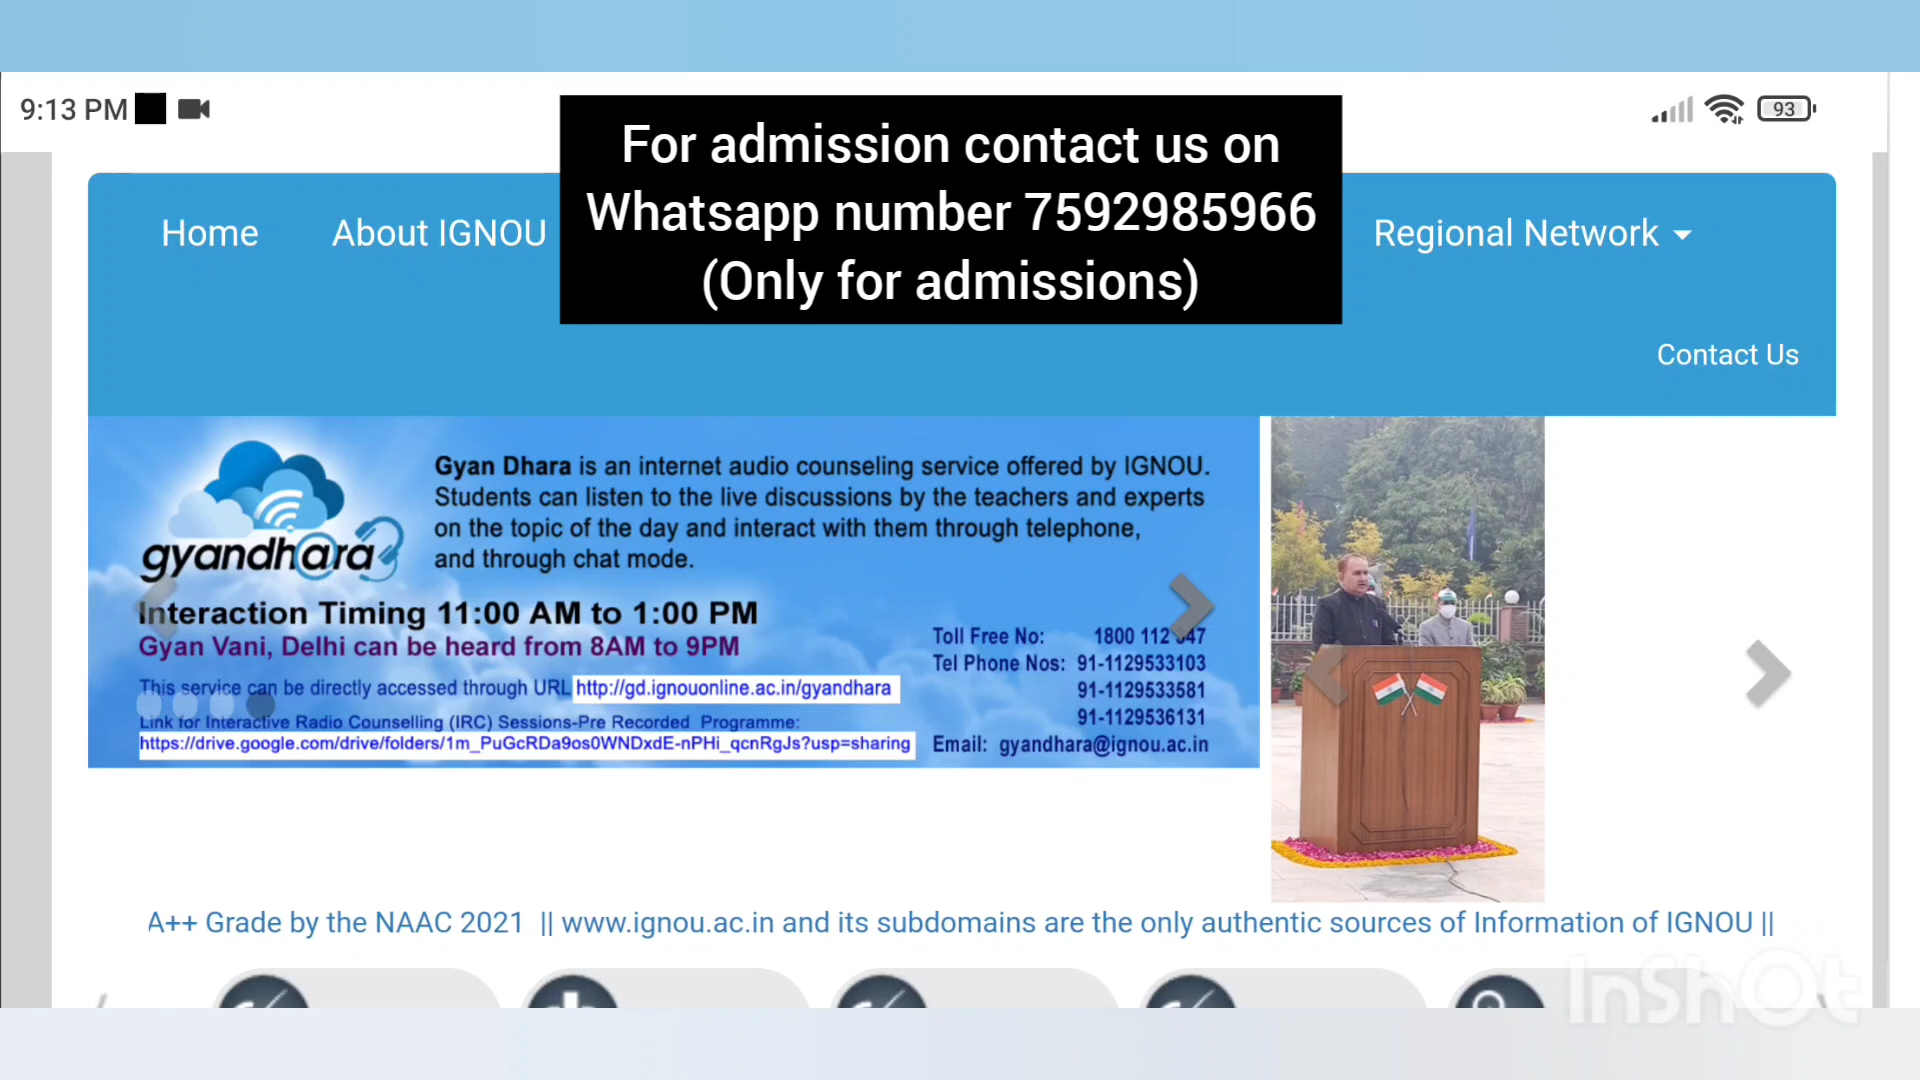 9:13 PM
93
For admission contact us on
Whatsapp number 7592985966
(Only for admissions)
Home
About IGNOU
Regional Network
Contact Us
gyandhara
Gyan Dhara is an internet audio counseling service offered by IGNOU.
Students can listen to the live discussions by the teachers and experts
on the topic of the day and interact with them through telephone,
and through chat mode.
Interaction Timing 11:00 AM to 1:00 PM
Gyan Vani, Delhi can be heard from 8AM to 9PM
This service can be directly accessed through URL http://gd.ignouonline.ac.in/gyandhara
Link for Interactive Radio Counselling (IRC) Sessions-Pre Recorded Programme:
https://drive.google.com/drive/folders/1m_PuGcRDa9os0WNDxdE-nPHi_qcnRgJs?usp=sharing
Toll Free No: 1800 112
Tel Phone Nos: 91-1129533103
91-1129533581
91-1129536131
Email: gyandhara@ignou.ac.in
A++ Grade by the NAAC 2021 || www.ignou.ac.in and its subdomains are the only authentic sources of Information of IGNOU ||
InShOt